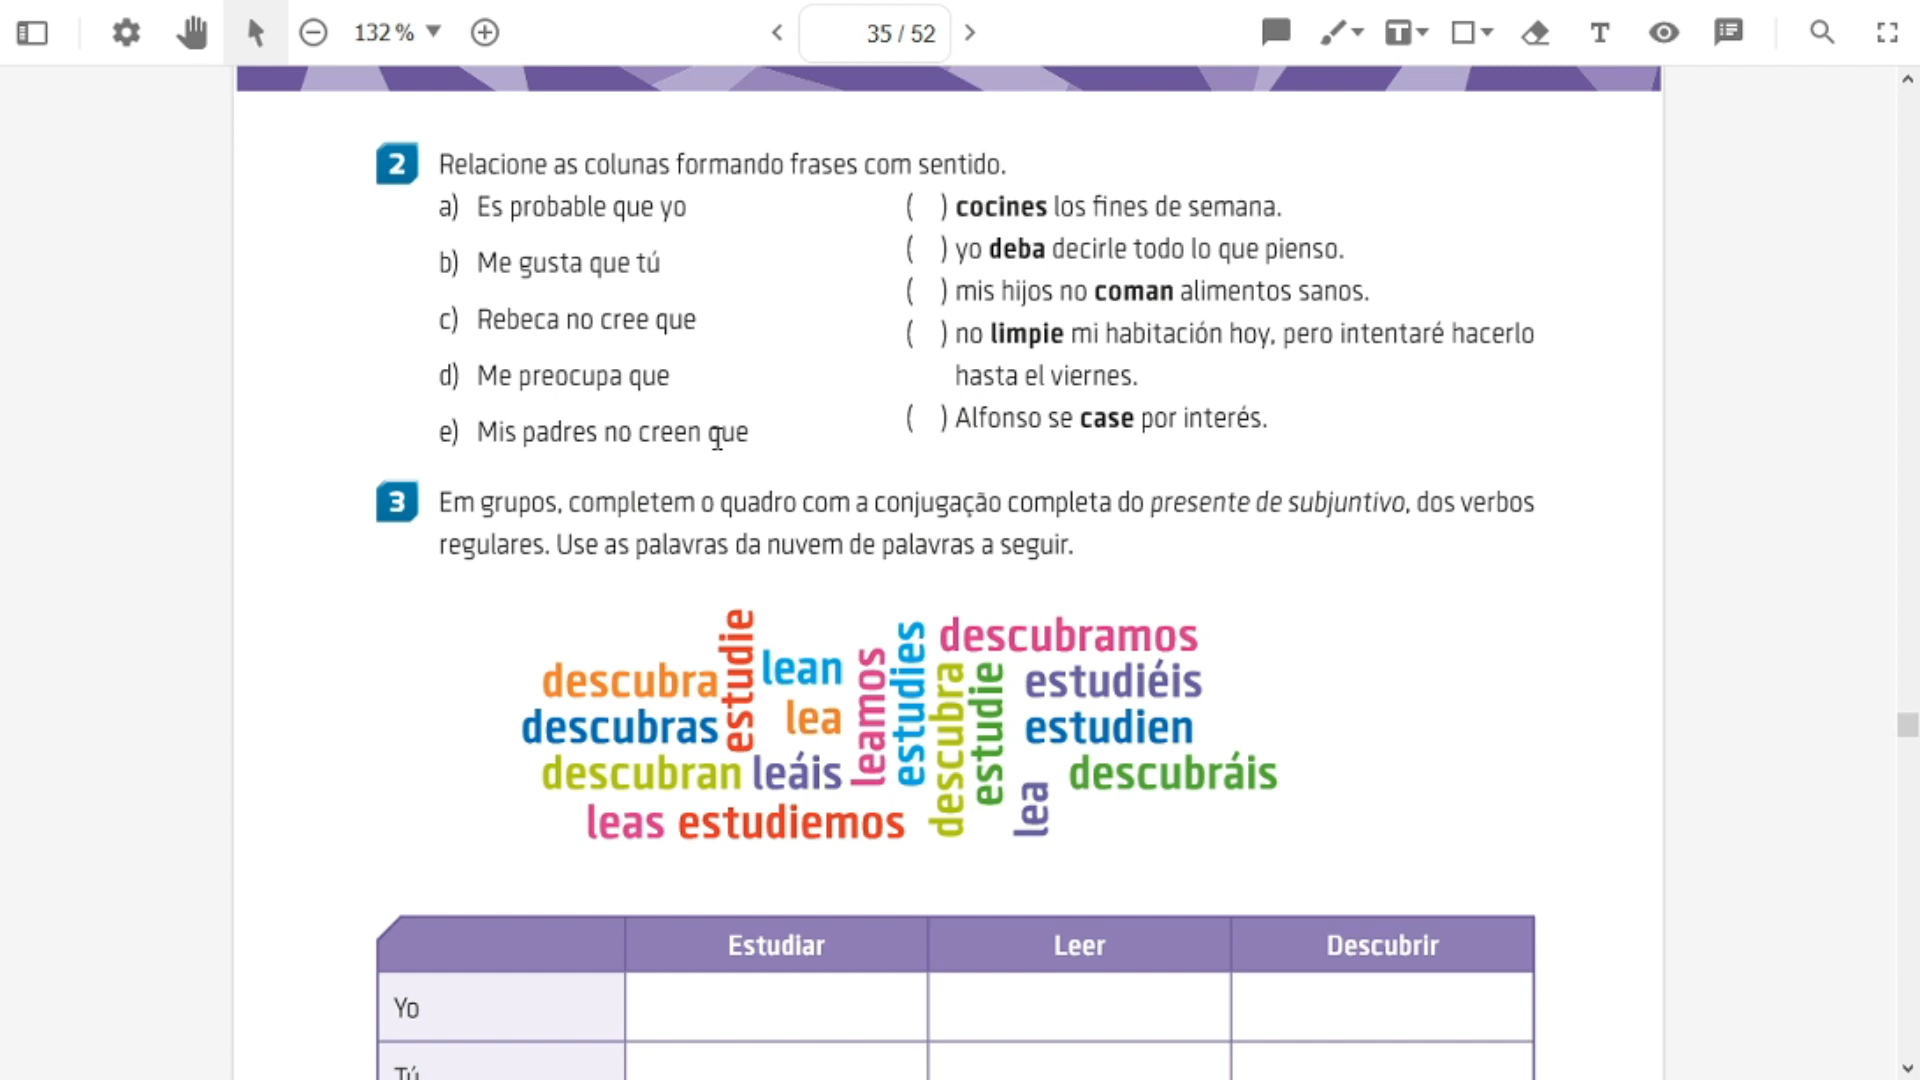 132 %
35 / 52
2 Relacione as colunas formando frases com sentido.
a) Es probable que yo
b) Me gusta que tú
c) Rebeca no cree que
d) Me preocupa que
e) Mis padres no creen que
( ) cocines los fines de semana.
( ) yo deba decirle todo lo que pienso.
( ) mis hijos no coman alimentos sanos.
( ) no limpie mi habitación hoy, pero intentaré hacerlo
hasta el viernes.
( ) Alfonso se case por interés.
3 Em grupos, completem o quadro com a conjugação completa do presente de subjuntivo, dos verbos
regulares. Use as palavras da nuvem de palavras a seguir.
descubra
descubras
descubran
leas
estudie
lean
lea
leáis
estudiemos
leamos
estudies
descubra
estudie
lea
descubramos
estudiéis
estudien
descubráis
Estudiar Leer Descubrir
Yo
Tú